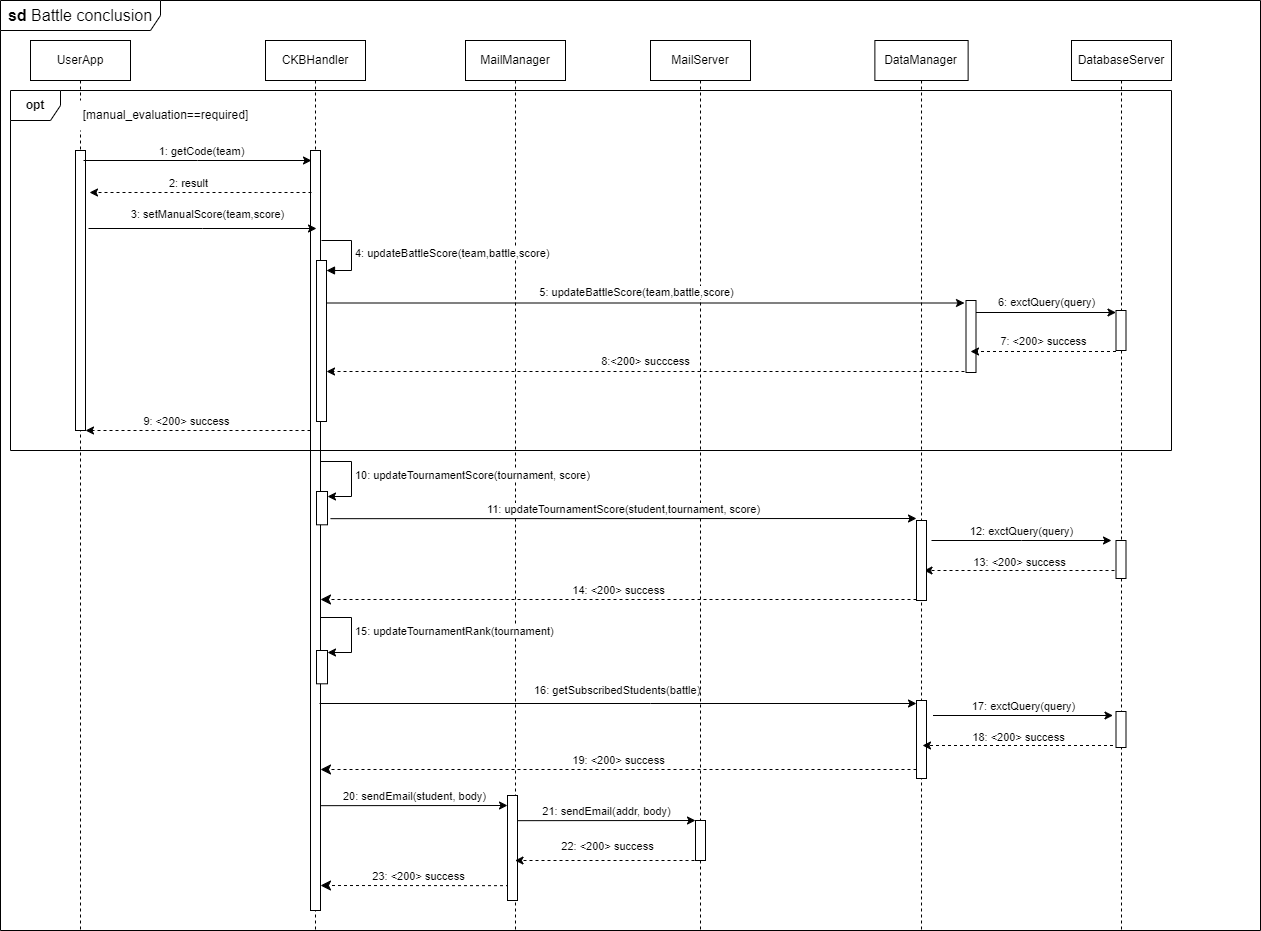 sd Battle conclusion
UserApp
CKBHandler
MailManager
MailServer
DataManager
DatabaseServer
opt
[manual_evaluation==required]
1: getCode(team)
2: result
3: setManualScore(team,score)
4: updateBattleScore(team,battle,score)
5: updateBattleScore(team,battle,score)
6: exctQuery(query)
7: <200> success
8:<200> succcess
9: <200> success
10: updateTournamentScore(tournament, score)
11: updateTournamentScore(student,tournament, score)
12: exctQuery(query)
13: <200> success
14: <200> success
15: updateTournamentRank(tournament)
16: getSubscribedStudents(battle)
17: exctQuery(query)
18: <200> success
19: <200> success
20: sendEmail(student, body)
21: sendEmail(addr, body)
22: <200> success
23: <200> success